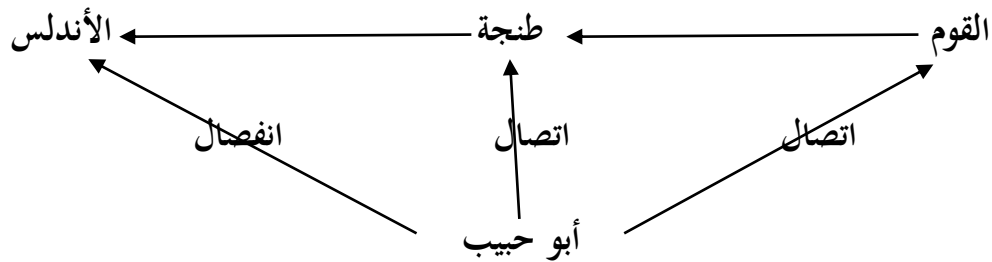 القوم طنجة الأندلس
اتصال اتصال انفصال
أبو حبيب